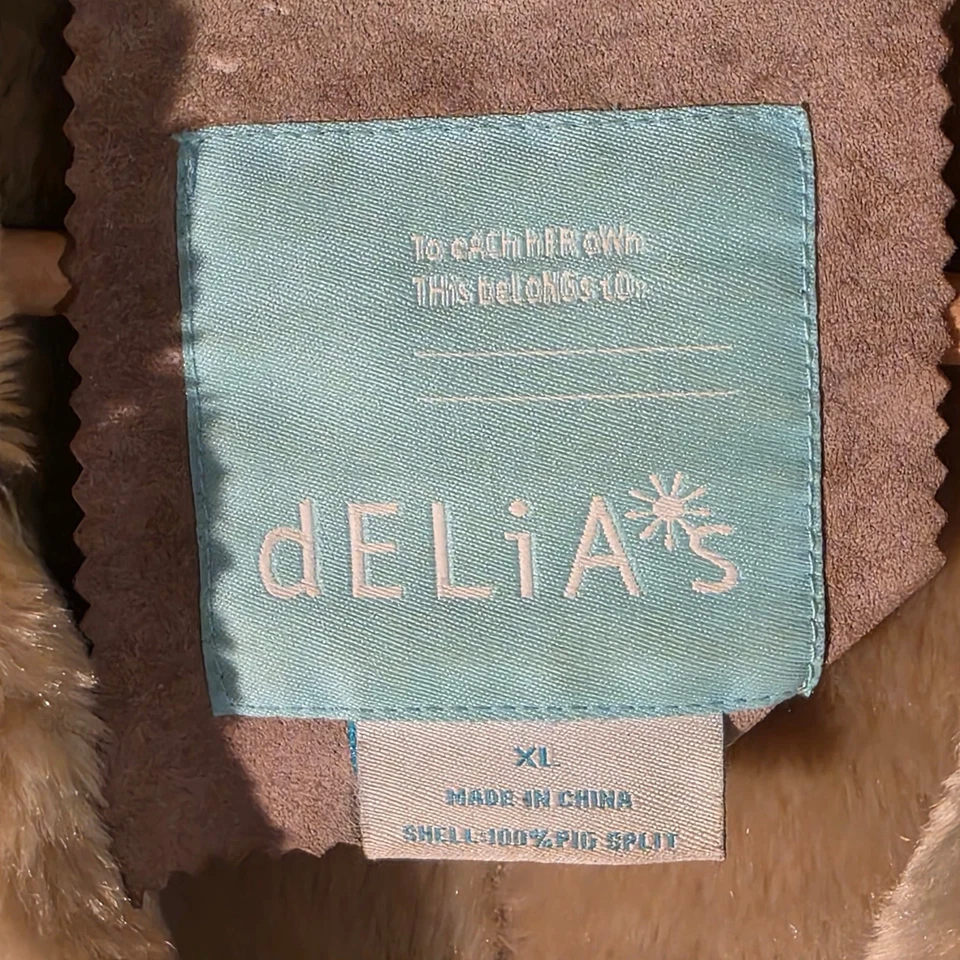 To eACh hER oWn
THis beLoNGs tO:
dELiA*s
XL
MADE IN CHINA
SHELL:100%PIG SPLIT